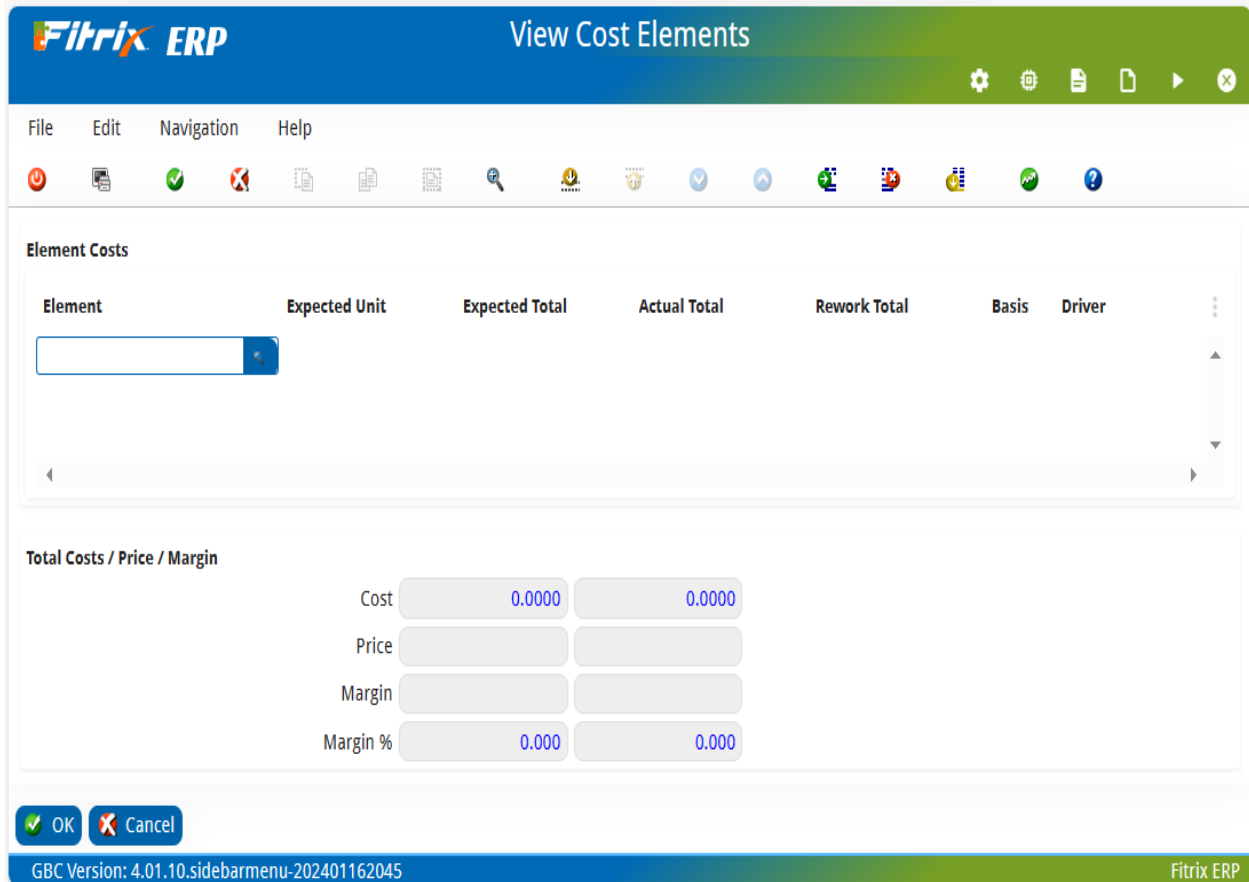 Fitrix ERP
View Cost Elements
File Edit Navigation Help
Element Costs
Element Expected Unit Expected Total Actual Total Rework Total Basis Driver
Total Costs / Price / Margin
Cost 0.0000 0.0000
Price
Margin
Margin % 0.000 0.000
OK Cancel
GBC Version: 4.01.10.sidebarmenu-202401162045 Fitrix ERP